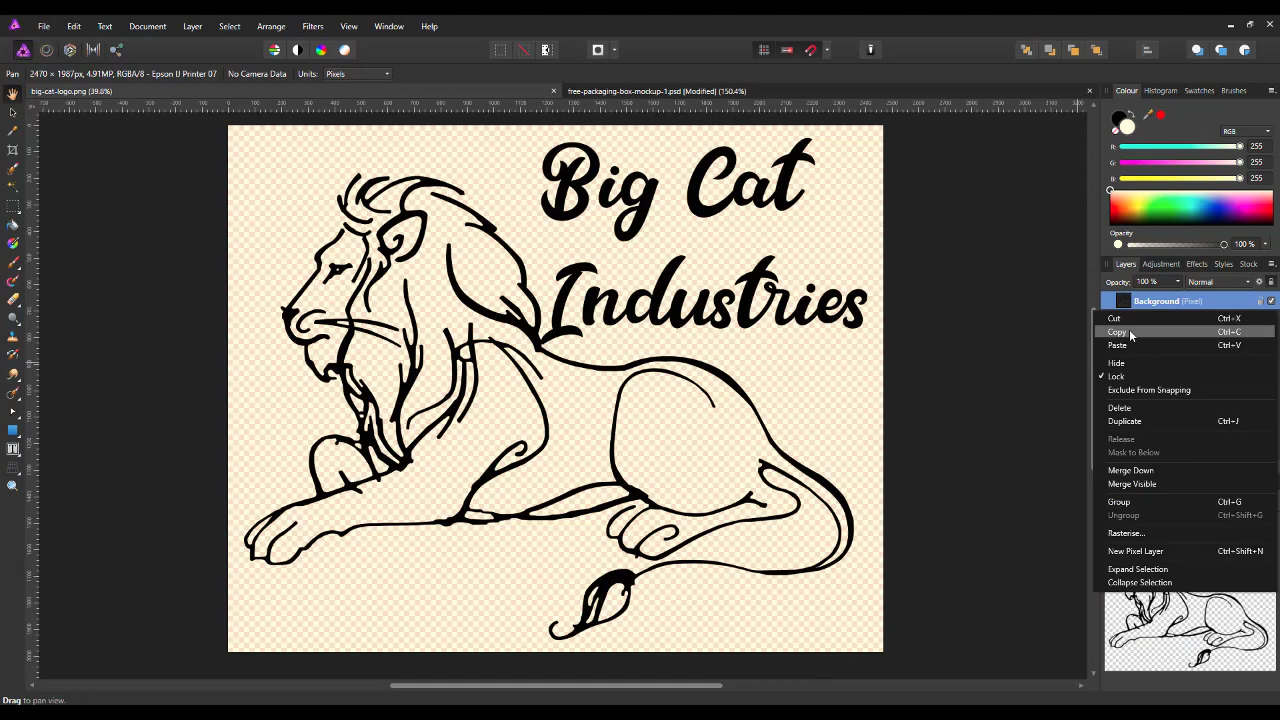 File Edit Text Document Layer Select Arrange Filters View Window Help
Pan 2470 × 1987px, 4.91MP, RGBA/8 - Epson IJ Printer 07 No Camera Data Units: Pixels
big-cat-logo.png (39.8%) free-packaging-box-mockup-1.psd [Modified] (150.4%)
Colour Histogram Swatches Brushes
RGB
R: 255
G: 255
B: 255
Opacity
100 %
Layers Adjustment Effects Styles Stock
Opacity: 100 % Normal
Background (Pixel)
Cut Ctrl+X
Copy Ctrl+C
Paste Ctrl+V
Hide
Lock
Exclude From Snapping
Delete
Duplicate Ctrl+J
Release
Mask to Below
Merge Down
Merge Visible
Group Ctrl+G
Ungroup Ctrl+Shift+G
Rasterise...
New Pixel Layer Ctrl+Shift+N
Expand Selection
Collapse Selection
Big Cat
Industries
Drag to pan view.